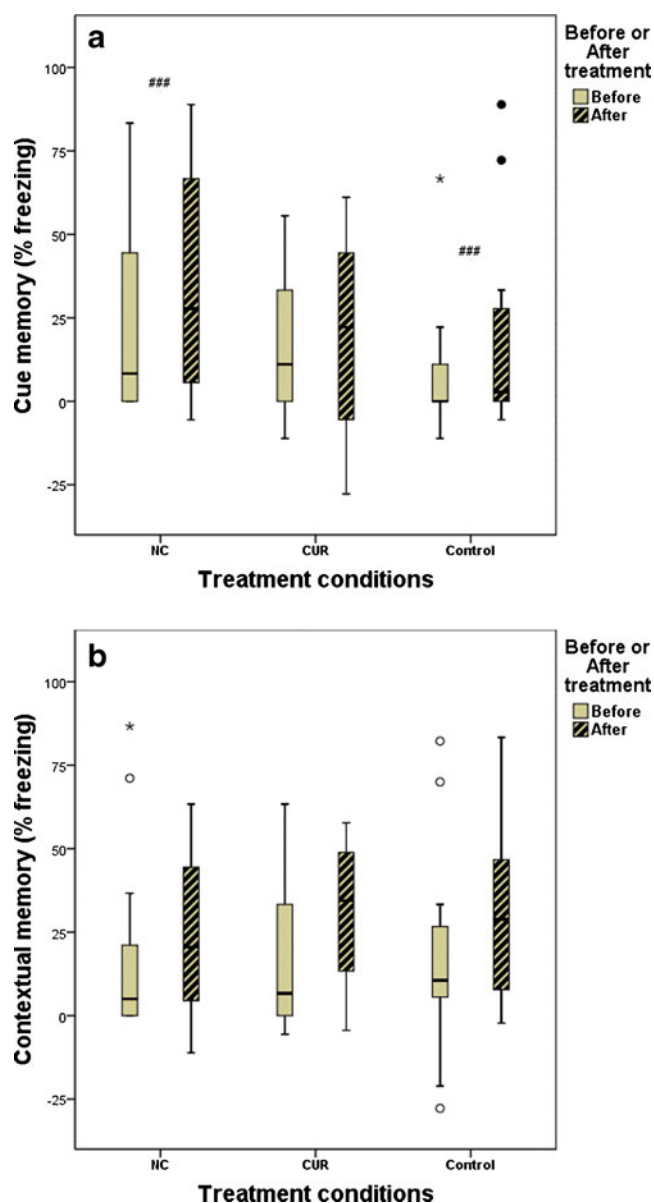 a
Before or
After
treatment
Before
After
100
75
50
25
0
-25
###
*
###
Cue memory (% freezing)
NC
CUR
Control
Treatment conditions
b
Before or
After
treatment
Before
After
100
75
50
25
0
-25
*
Contextual memory (% freezing)
NC
CUR
Control
Treatment conditions